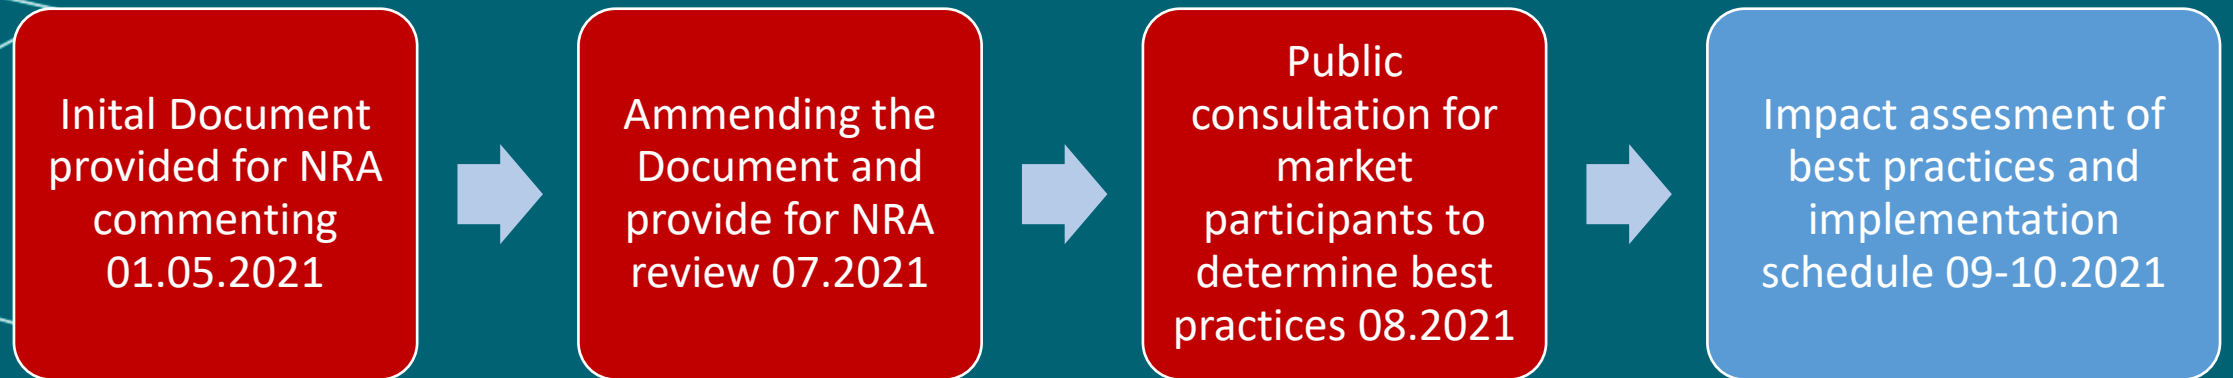 Inital Document
provided for NRA
commenting
01.05.2021
Ammending the
Document and
provide for NRA
review 07.2021
Public
consultation for
market
participants to
determine best
practices 08.2021
Impact assesment of
best practices and
implementation
schedule 09-10.2021